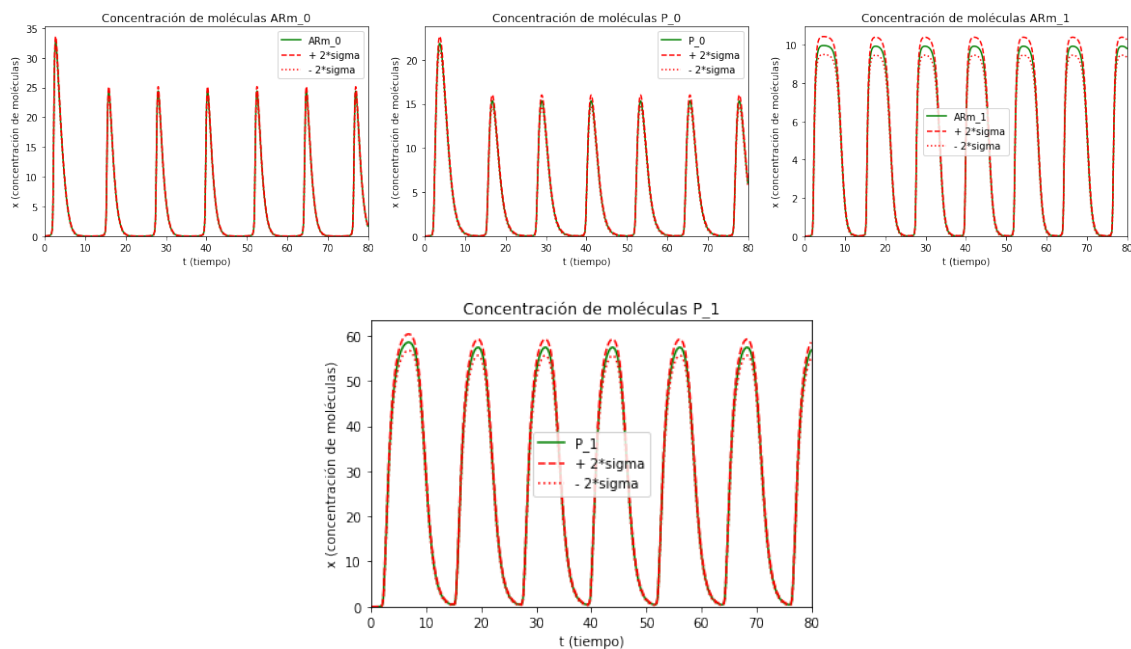 Concentración de moléculas ARm_0
x (concentración de moléculas)
35
30
25
20
15
10
5
0
ARm_0
+ 2*sigma
- 2*sigma
0 10 20 30 40 50 60 70 80
t (tiempo)
Concentración de moléculas P_0
x (concentración de moléculas)
20
15
10
5
0
P_0
+ 2*sigma
- 2*sigma
0 10 20 30 40 50 60 70 80
t (tiempo)
Concentración de moléculas ARm_1
x (concentración de moléculas)
10
8
6
4
2
0
ARm_1
+ 2*sigma
- 2*sigma
0 10 20 30 40 50 60 70 80
t (tiempo)
Concentración de moléculas P_1
x (concentración de moléculas)
60
50
40
30
20
10
0
P_1
+ 2*sigma
- 2*sigma
0 10 20 30 40 50 60 70 80
t (tiempo)